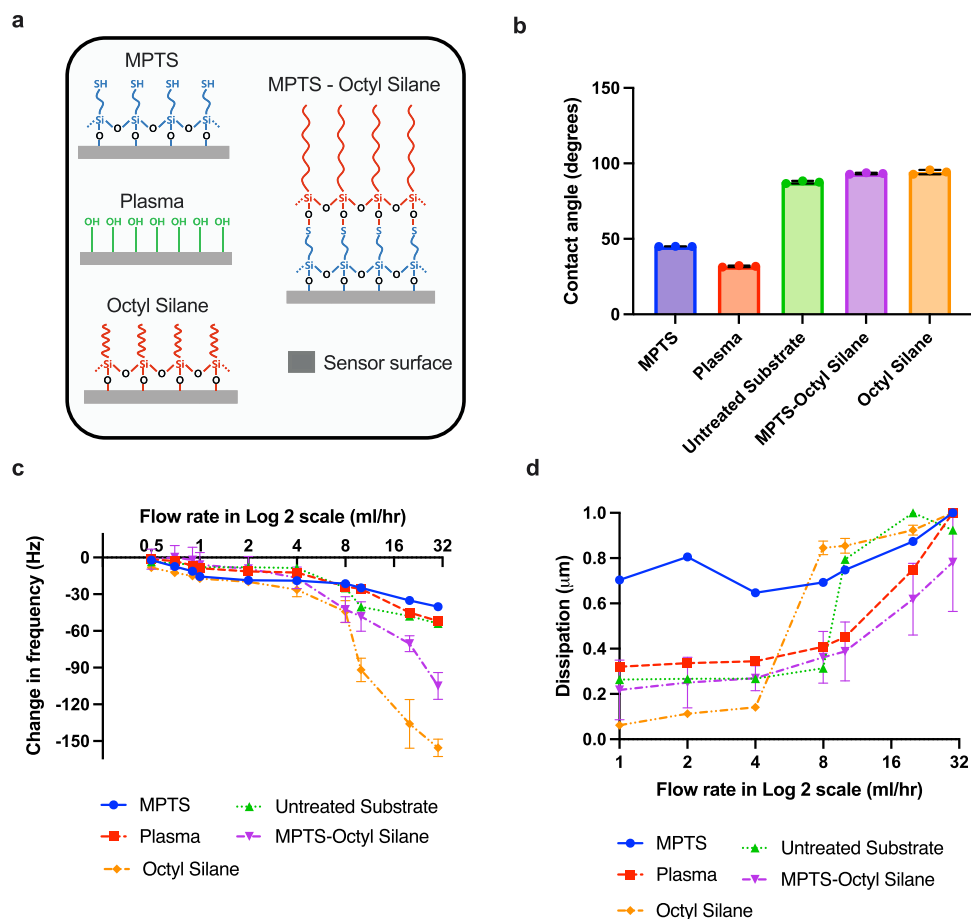 a
MPTS
SH SH SH SH
Si Si Si Si
O O O
O O O O
Plasma
OH OH OH OH OH OH OH
Octyl Silane
Si Si Si Si
O O O
O O O O
MPTS - Octyl Silane
Si Si Si Si
O O O
O O O O
S S S S
Si Si Si Si
O O O
O O O O
Sensor surface
b
Contact angle (degrees)
150
100
50
0
MPTS
Plasma
Untreated Substrate
MPTS-Octyl Silane
Octyl Silane
c
Flow rate in Log 2 scale (ml/hr)
0.5 1 2 4 8 16 32
Change in frequency (Hz)
0
-30
-60
-90
-120
-150
MPTS
Untreated Substrate
Plasma
MPTS-Octyl Silane
Octyl Silane
d
Dissipation (μm)
1.0
0.8
0.6
0.4
0.2
0.0
1 2 4 8 16 32
Flow rate in Log 2 scale (ml/hr)
MPTS
Untreated Substrate
Plasma
MPTS-Octyl Silane
Octyl Silane